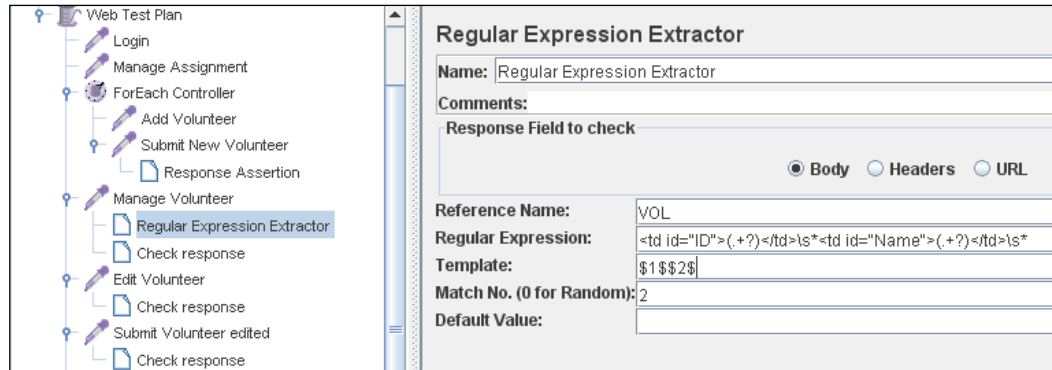 Web Test Plan
Login
Manage Assignment
ForEach Controller
Add Volunteer
Submit New Volunteer
Response Assertion
Manage Volunteer
Regular Expression Extractor
Check response
Edit Volunteer
Check response
Submit Volunteer edited
Check response
Regular Expression Extractor
Name: Regular Expression Extractor
Comments:
Response Field to check
Body Headers URL
Reference Name: VOL
Regular Expression: <td id="ID">(.+?)</td>\s*<td id="Name">(.+?)</td>\s*
Template: $1$$2$
Match No. (0 for Random): 2
Default Value: